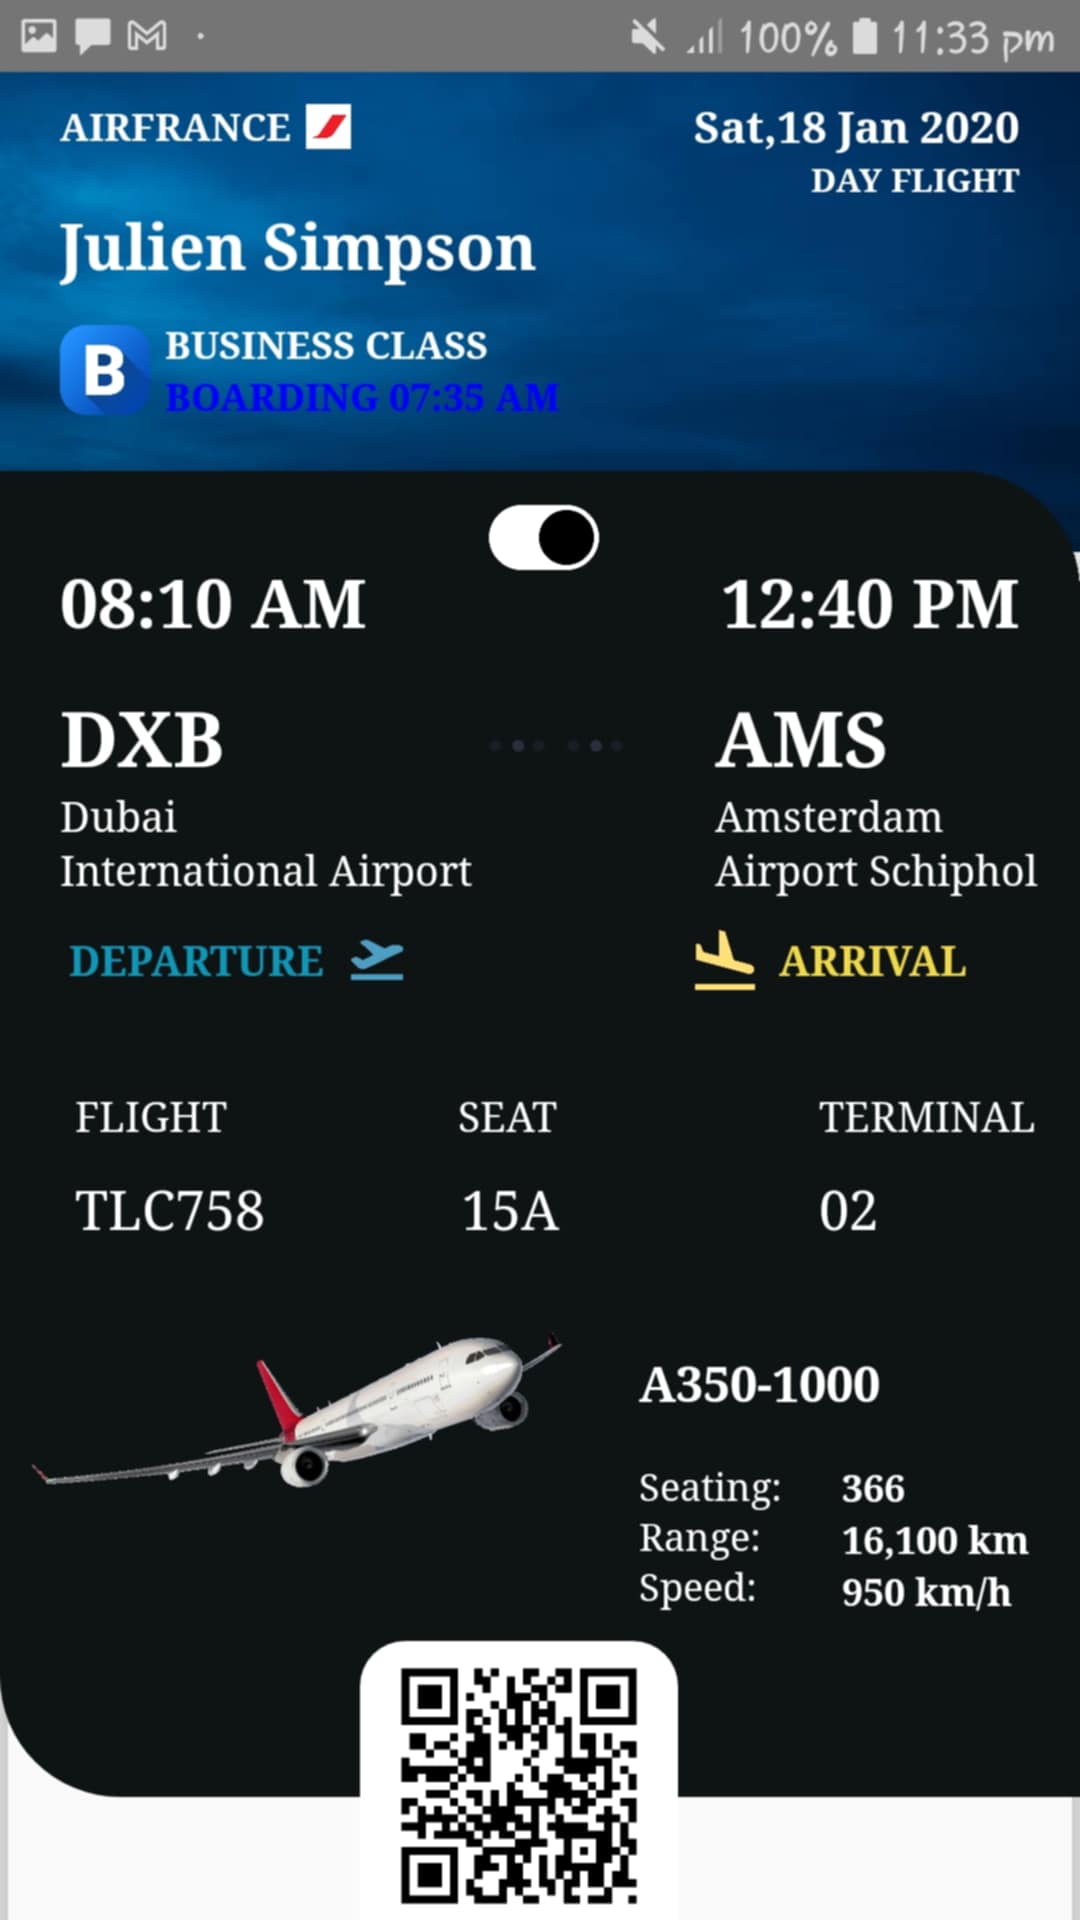 100% 11:33 pm
AIRFRANCE
Sat,18 Jan 2020
DAY FLIGHT
Julien Simpson
B
BUSINESS CLASS
BOARDING 07:35 AM
08:10 AM
12:40 PM
DXB
AMS
Dubai
International Airport
Amsterdam
Airport Schiphol
DEPARTURE
ARRIVAL
FLIGHT
SEAT
TERMINAL
TLC758
15A
02
A350-1000
Seating: 366
Range: 16,100 km
Speed: 950 km/h